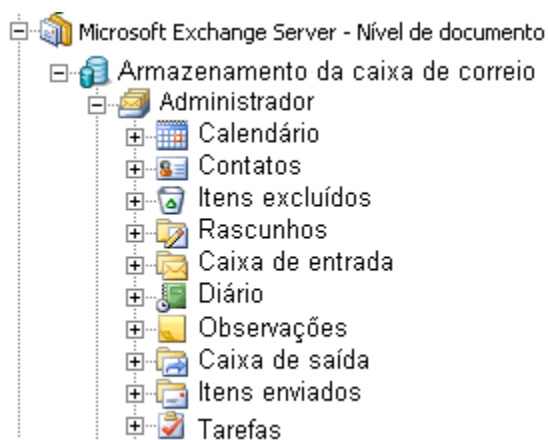 Microsoft Exchange Server - Nível de documento
Armazenamento da caixa de correio
Administrador
Calendário
Contatos
Itens excluídos
Rascunhos
Caixa de entrada
Diário
Observações
Caixa de saída
Itens enviados
Tarefas